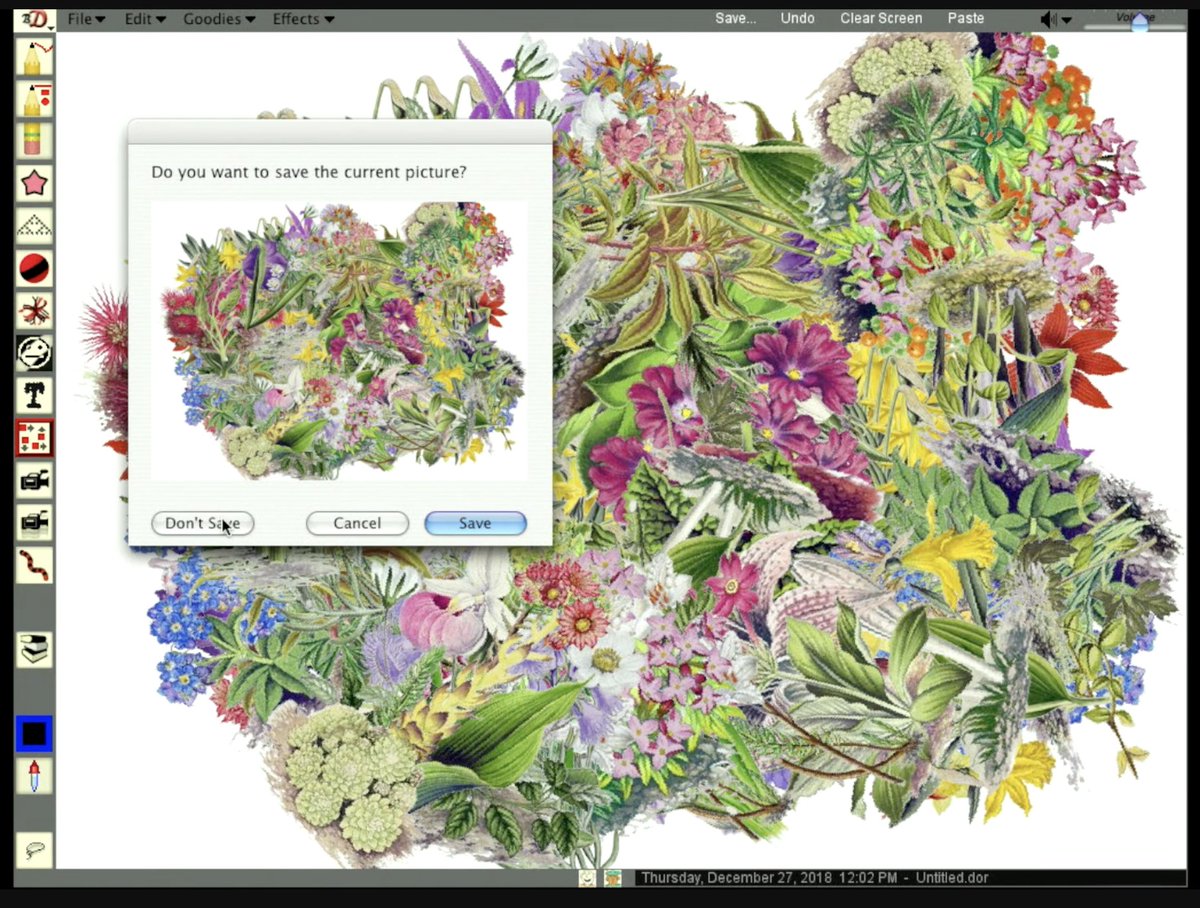 File Edit Goodies Effects Save... Undo Clear Screen Paste Volume
Do you want to save the current picture?
Don't Save Cancel Save
Thursday, December 27, 2018 12:02 PM - Untitled.dor